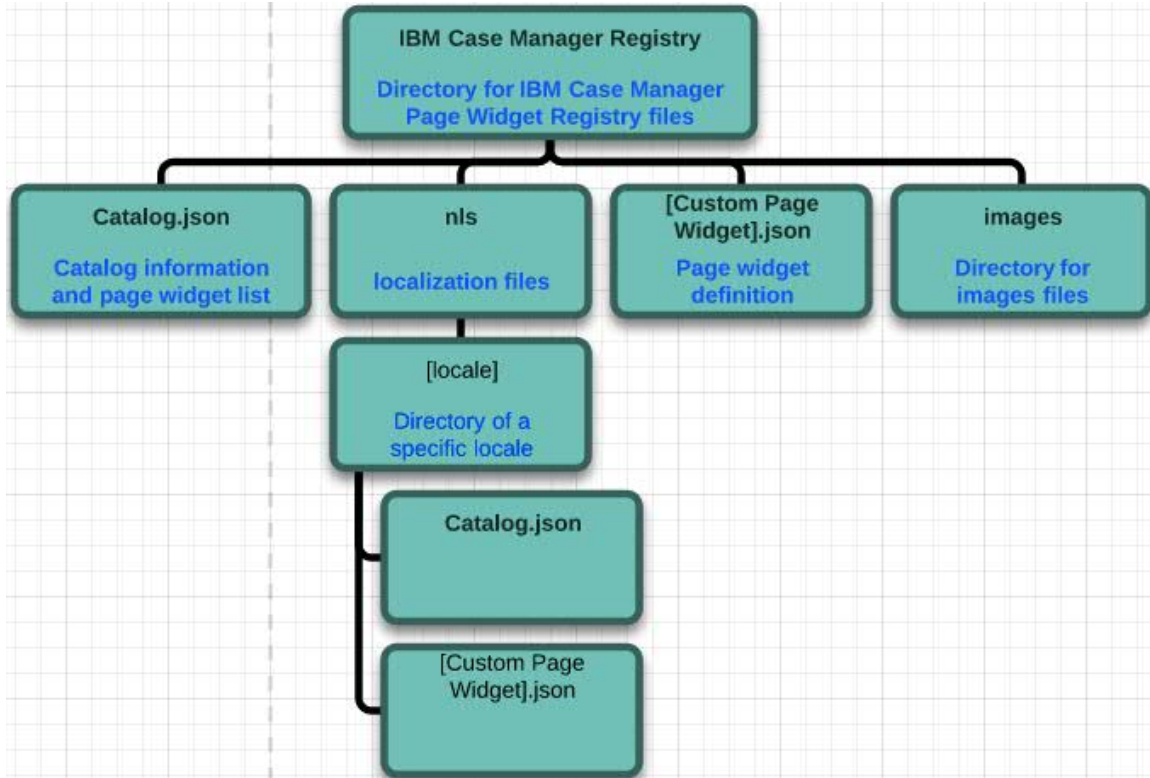 IBM Case Manager Registry
Directory for IBM Case Manager
Page Widget Registry files
Catalog.json
Catalog information
and page widget list
nls
localization files
[Custom Page
Widget].json
Page widget
definition
images
Directory for
images files
[locale]
Directory of a
specific locale
Catalog.json
[Custom Page
Widget].json